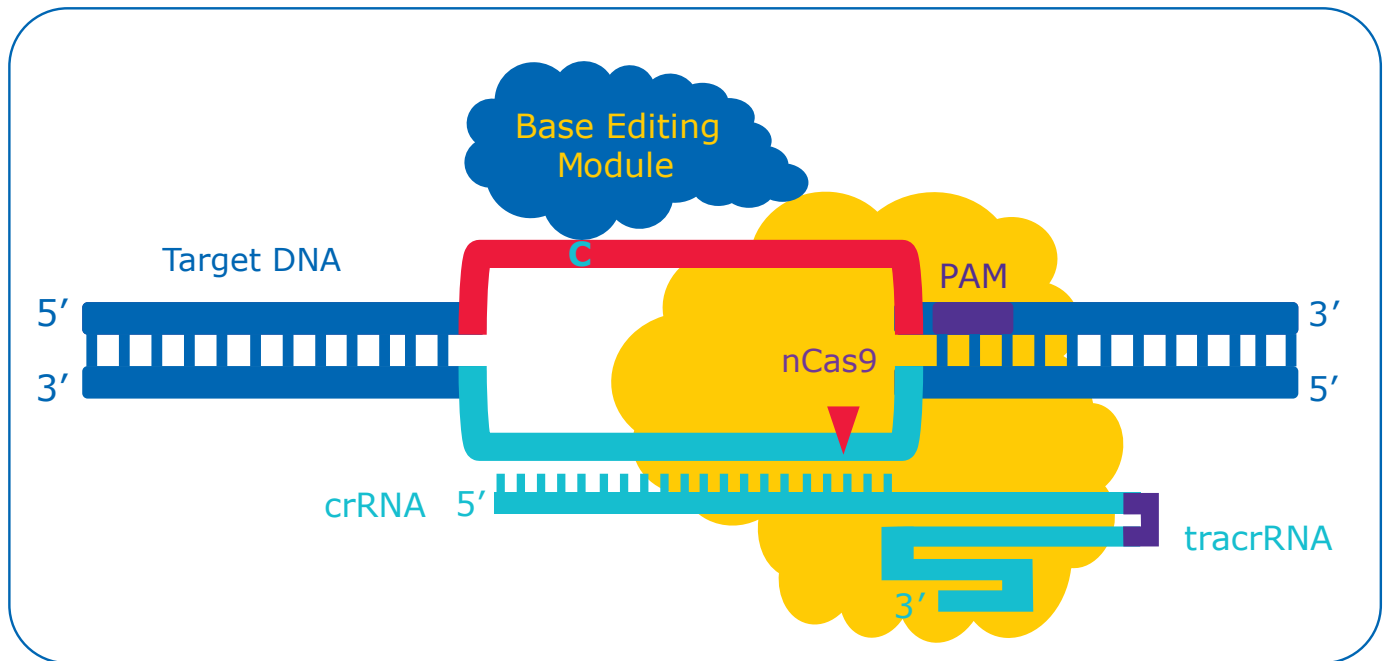 Base Editing
Module
C
Target DNA
PAM
5′
3′
nCas9
3′
5′
crRNA
5′
tracrRNA
3′